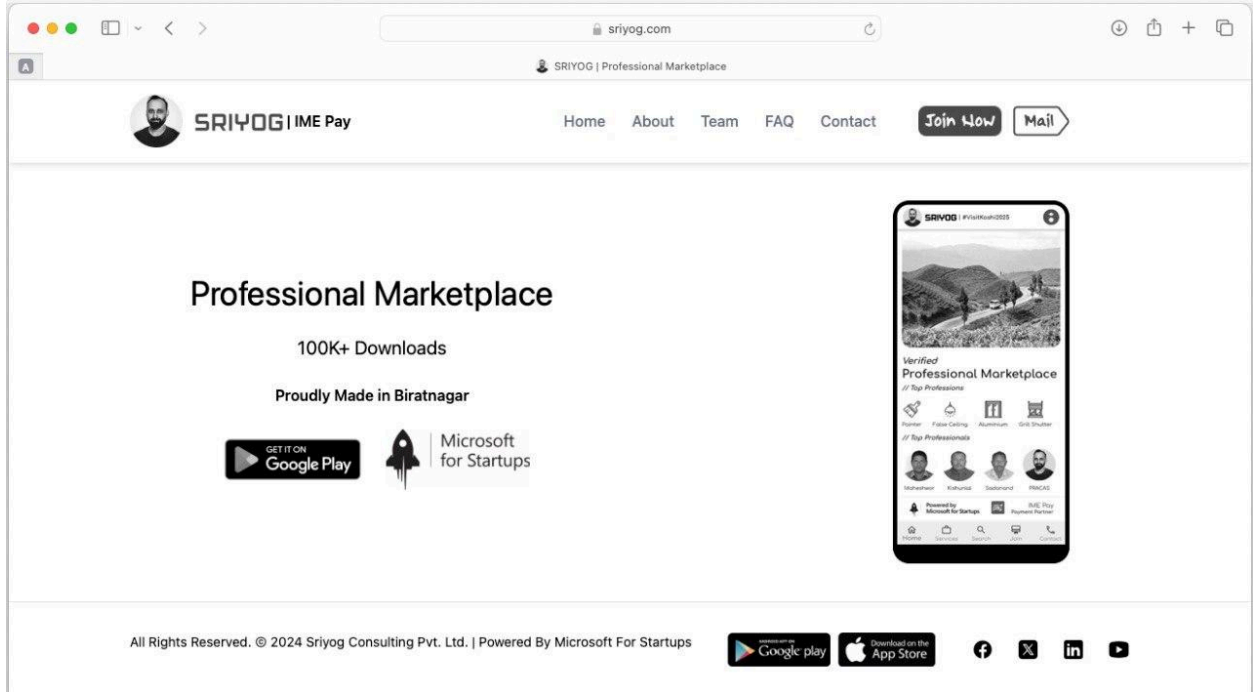 sriyog.com
A
SRIYOG | Professional Marketplace
SRIYOG | IME Pay
Home About Team FAQ Contact Join Now Mail
Professional Marketplace
100K+ Downloads
Proudly Made in Biratnagar
GET IT ON
Google Play
Microsoft
for Startups
SRIYOG | #VisitKoshi2025
Verified
Professional Marketplace
// Top Professions
Painter False Ceiling Aluminium Grill Shutter
// Top Professionals
Maheshwor Sadanand PRACAS
Powered by
Microsoft for Startups
IME Pay
Payment Partner
Home Services Search Join Contact
All Rights Reserved. © 2024 Sriyog Consulting Pvt. Ltd. | Powered By Microsoft For Startups
Google play
Download on the
App Store